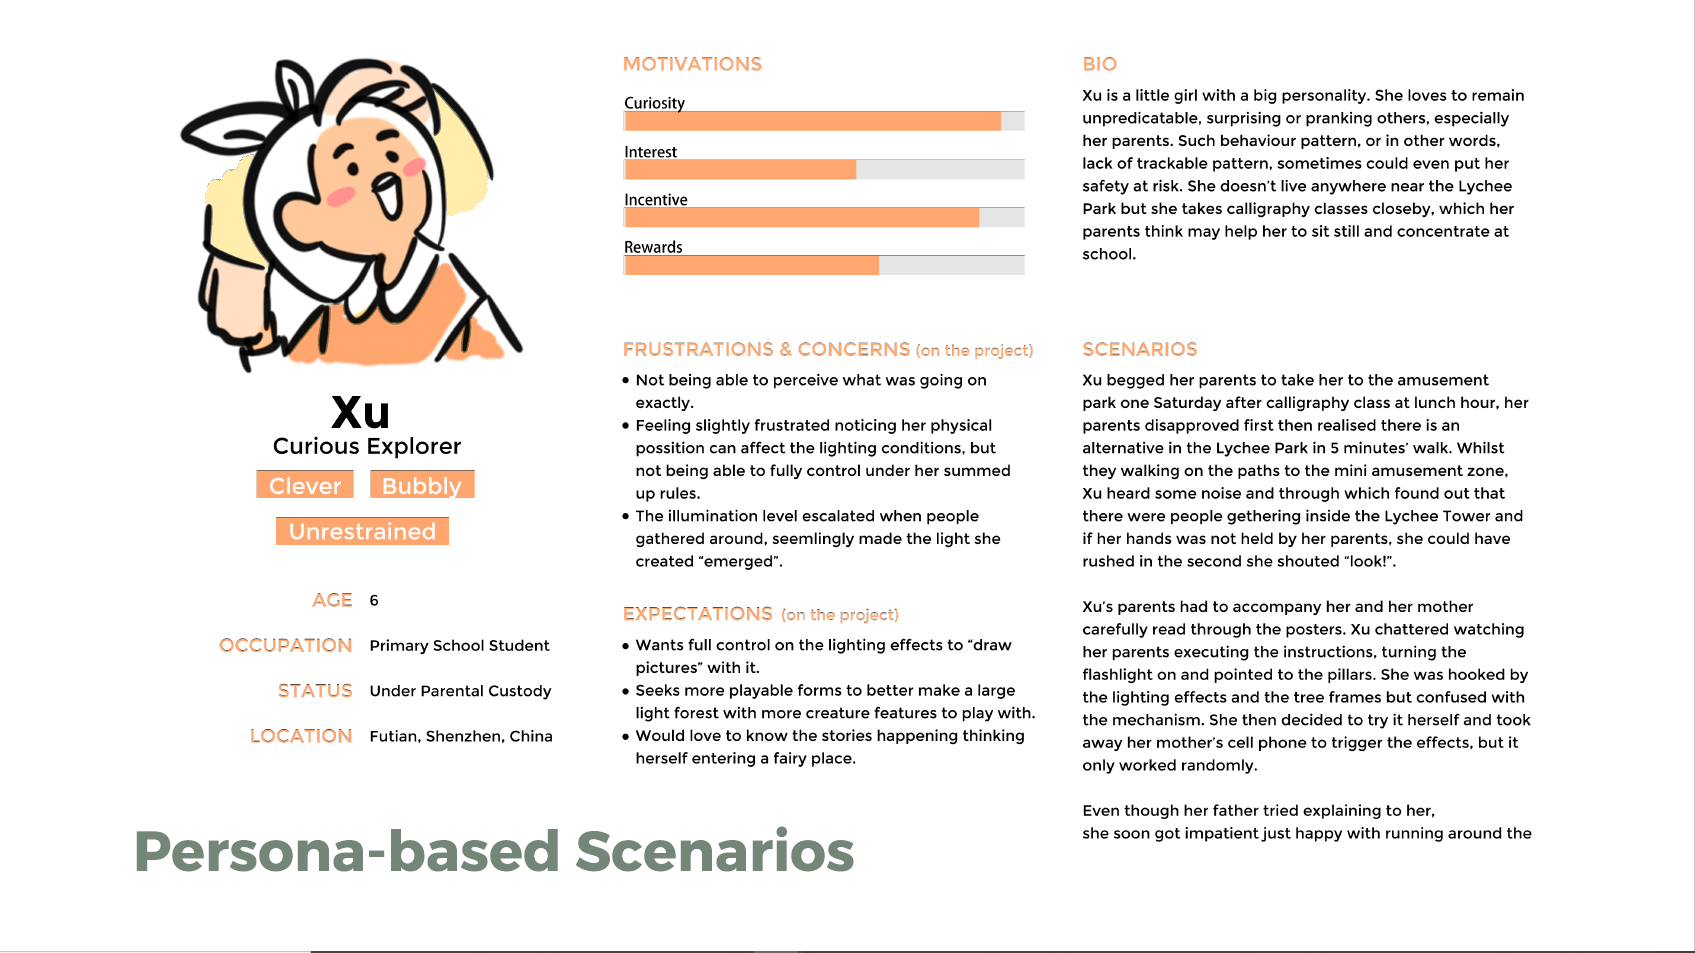 Xu
Curious Explorer
Clever
Bubbly
Unrestrained
AGE 6
OCCUPATION Primary School Student
STATUS Under Parental Custody
LOCATION Futian, Shenzhen, China
MOTIVATIONS
Curiosity
Interest
Incentive
Rewards
FRUSTRATIONS & CONCERNS (on the project)
• Not being able to perceive what was going on
exactly.
• Feeling slightly frustrated noticing her physical
possition can affect the lighting conditions, but
not being able to fully control under her summed
up rules.
• The illumination level escalated when people
gathered around, seemlingly made the light she
created “emerged”.
EXPECTATIONS (on the project)
• Wants full control on the lighting effects to “draw
pictures” with it.
• Seeks more playable forms to better make a large
light forest with more creature features to play with.
• Would love to know the stories happening thinking
herself entering a fairy place.
BIO
Xu is a little girl with a big personality. She loves to remain
unpredicatable, surprising or pranking others, especially
her parents. Such behaviour pattern, or in other words,
lack of trackable pattern, sometimes could even put her
safety at risk. She doesn’t live anywhere near the Lychee
Park but she takes calligraphy classes closeby, which her
parents think may help her to sit still and concentrate at
school.
SCENARIOS
Xu begged her parents to take her to the amusement
park one Saturday after calligraphy class at lunch hour, her
parents disapproved first then realised there is an
alternative in the Lychee Park in 5 minutes’ walk. Whilst
they walking on the paths to the mini amusement zone,
Xu heard some noise and through which found out that
there were people gethering inside the Lychee Tower and
if her hands was not held by her parents, she could have
rushed in the second she shouted “look!”.
Xu’s parents had to accompany her and her mother
carefully read through the posters. Xu chattered watching
her parents executing the instructions, turning the
flashlight on and pointed to the pillars. She was hooked by
the lighting effects and the tree frames but confused with
the mechanism. She then decided to try it herself and took
away her mother’s cell phone to trigger the effects, but it
only worked randomly.
Even though her father tried explaining to her,
she soon got impatient just happy with running around the
Persona-based Scenarios